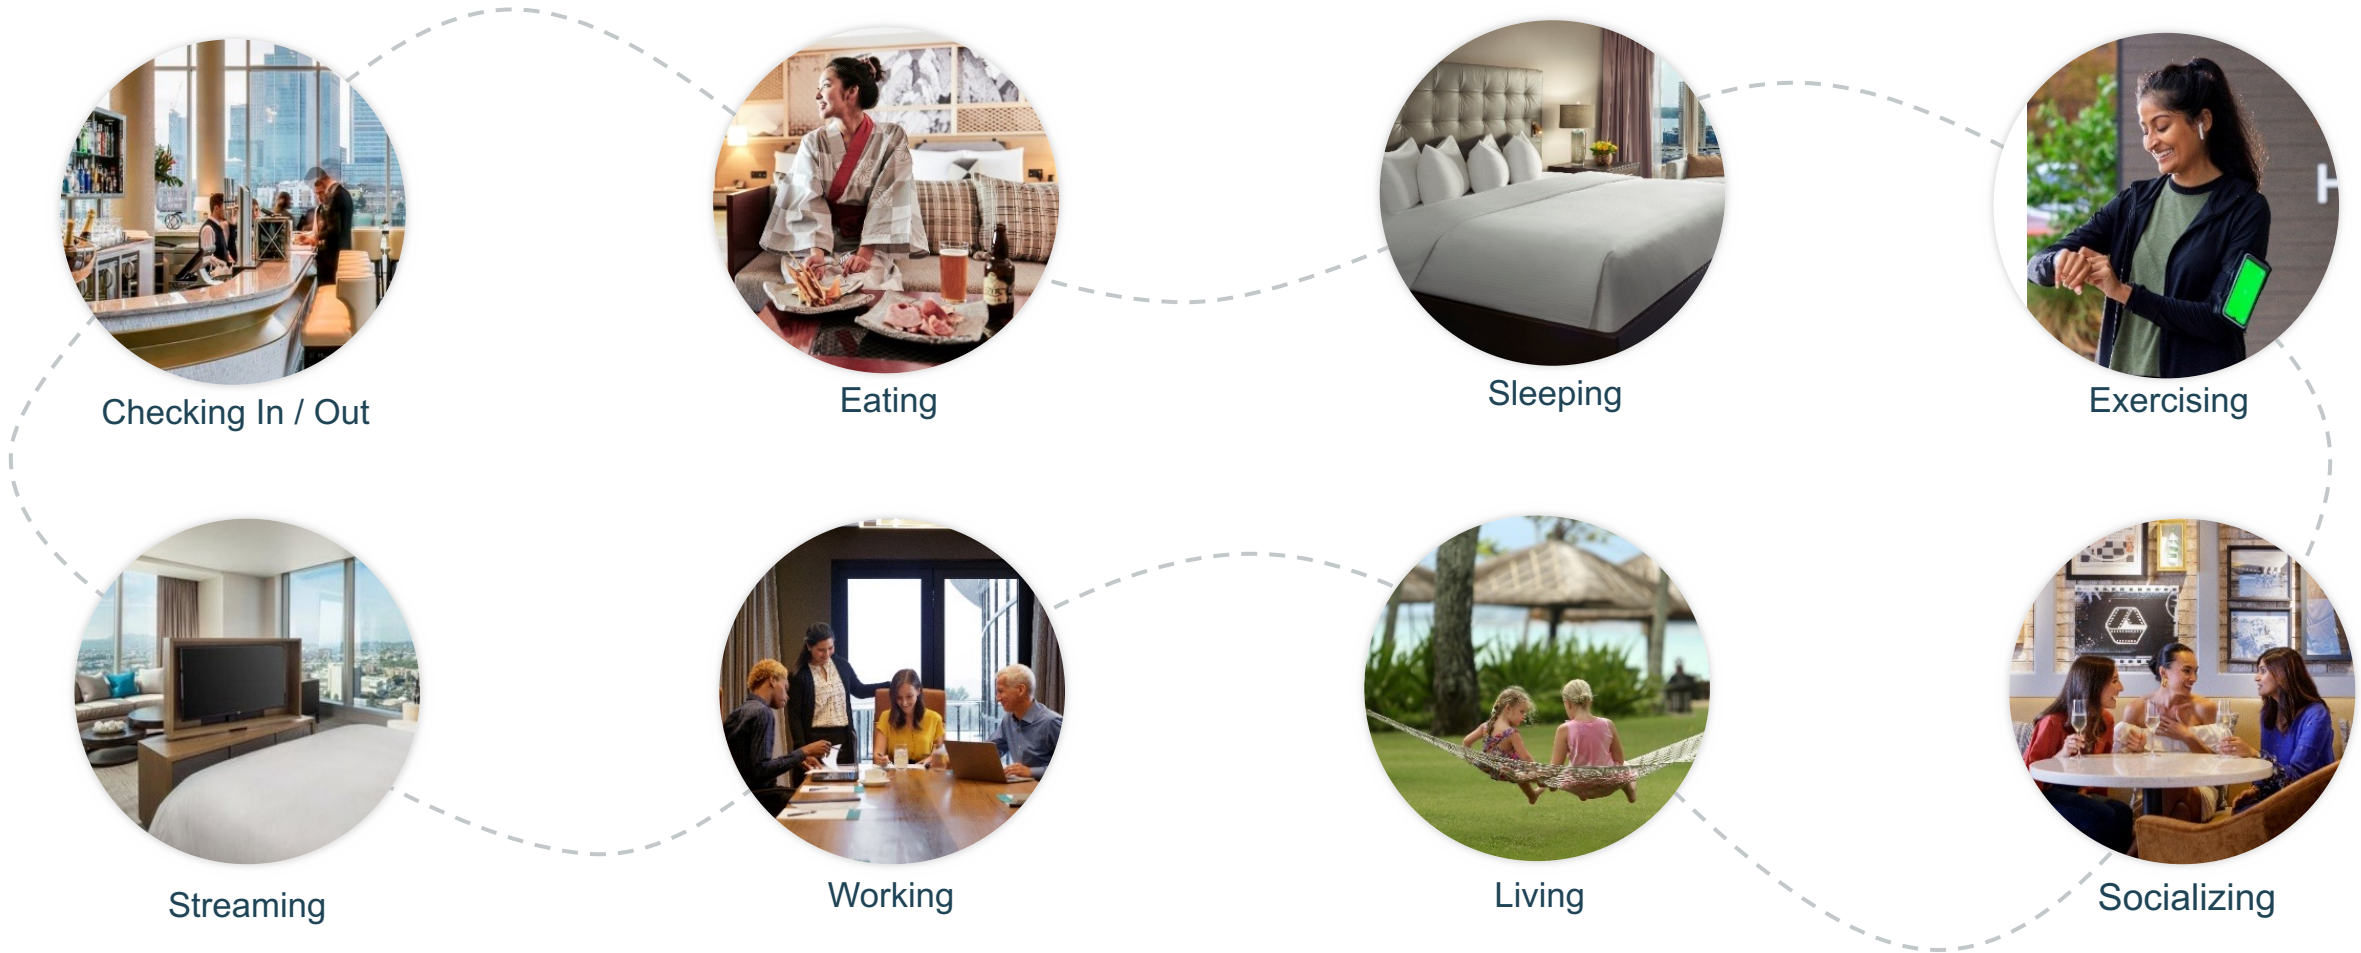 Checking In / Out
Eating
Sleeping
Exercising
H
Streaming
Working
Living
Socializing